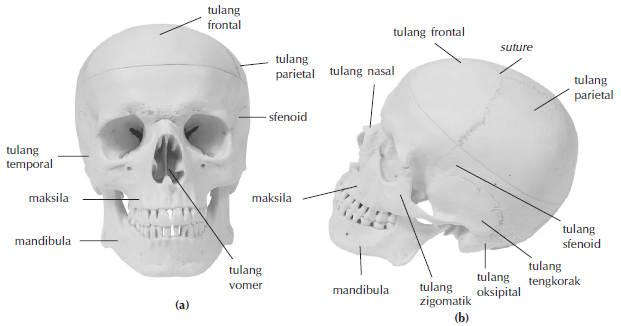 tulang
frontal
tulang
parietal
sfenoid
tulang
temporal
maksila
mandibula
tulang
vomer
(a)
tulang frontal
suture
tulang nasal
tulang
parietal
maksila
tulang
sfenoid
tulang
tengkorak
tulang
oksipital
tulang
zigomatik
mandibula
(b)